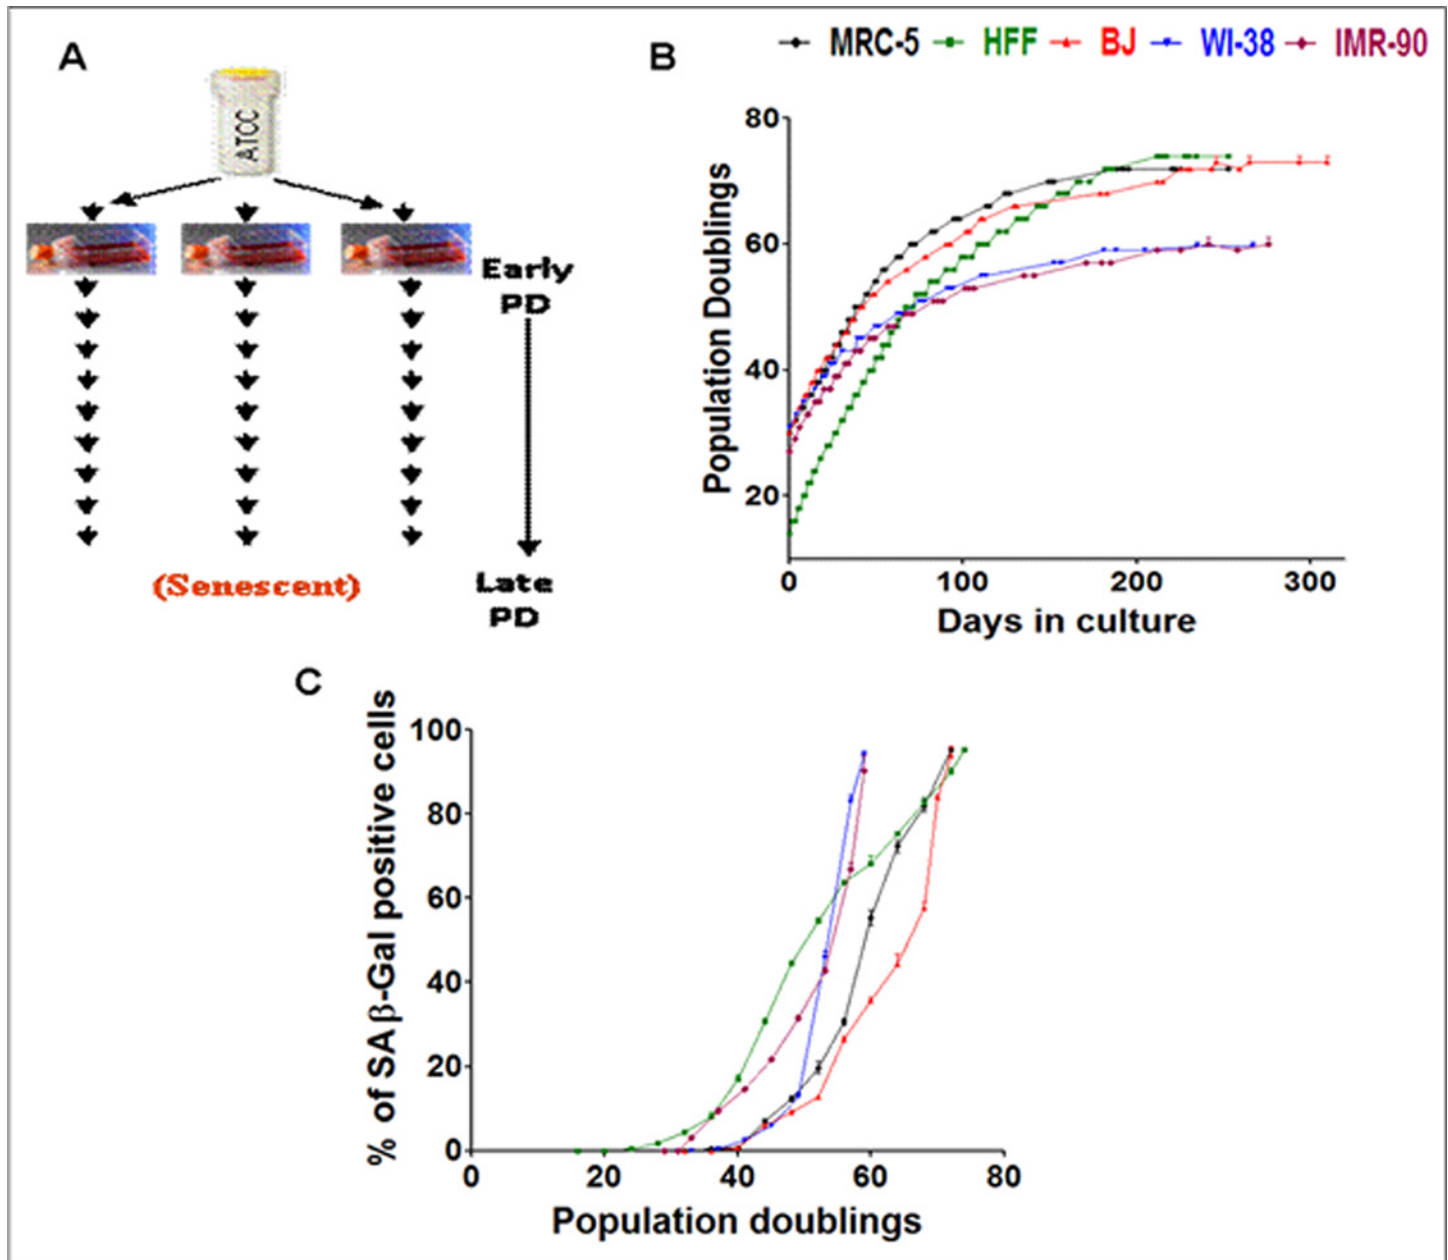 A
ATCC
Early
PD
(Senescent)
Late
PD
B
MRC-5 HFF BJ WI-38 IMR-90
80
60
40
20
Population Doublings
0 100 200 300
Days in culture
C
100
80
60
40
20
0
% of SA β-Gal positive cells
0 20 40 60 80
Population doublings